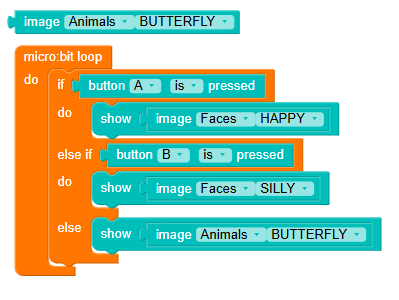 image Animals BUTTERFLY
micro:bit loop
do if button A is pressed
do show image Faces HAPPY
else if button B is pressed
do show image Faces SILLY
else show image Animals BUTTERFLY